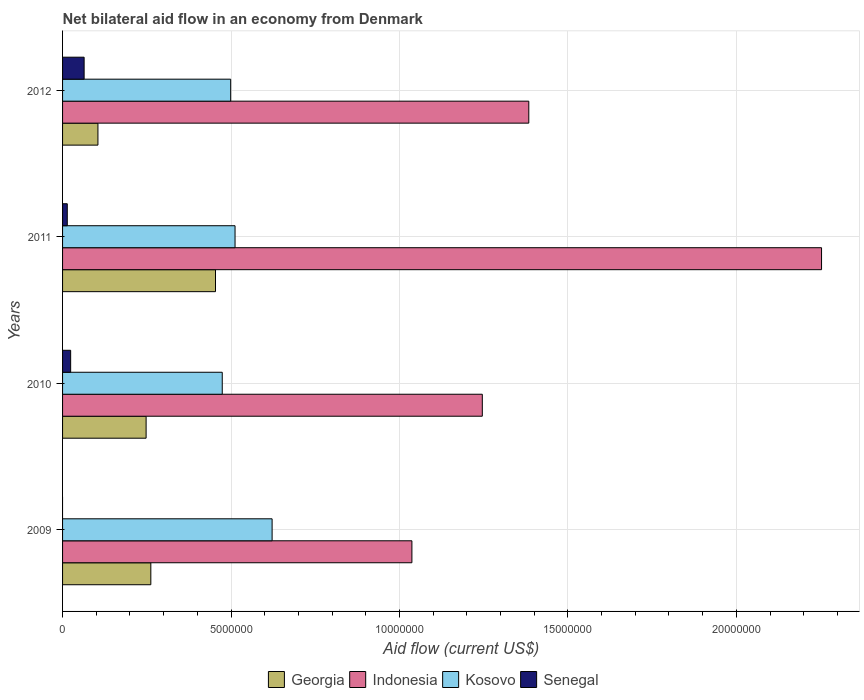 Net bilateral aid flow in an economy from Denmark
2012
2011
2010
2009
Years
0
5000000
10000000
15000000
20000000
Aid flow (current US$)
Georgia
Indonesia
Kosovo
Senegal